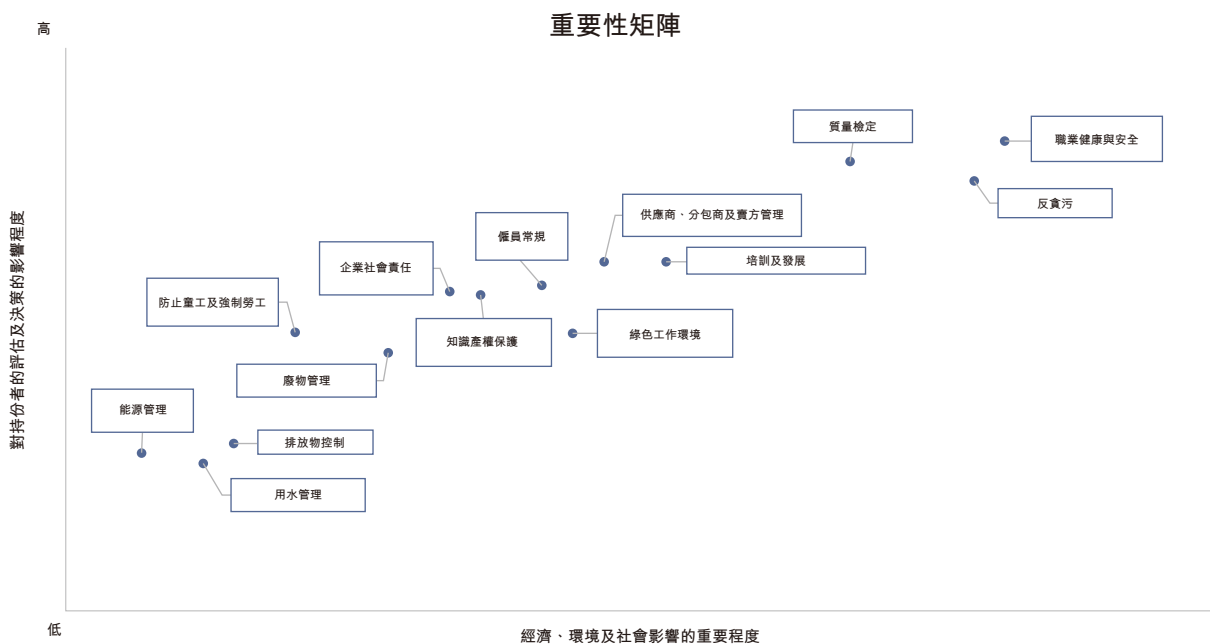 重要性矩陣
高
質量檢定
職業健康與安全
反貪污
供應商、分包商及賣方管理
僱員常規
企業社會責任
培訓及發展
防止童工及強制勞工
知識產權保護
綠色工作環境
廢物管理
能源管理
排放物控制
用水管理
對持份者的評估及決策的影響程度
低
經濟、環境及社會影響的重要程度